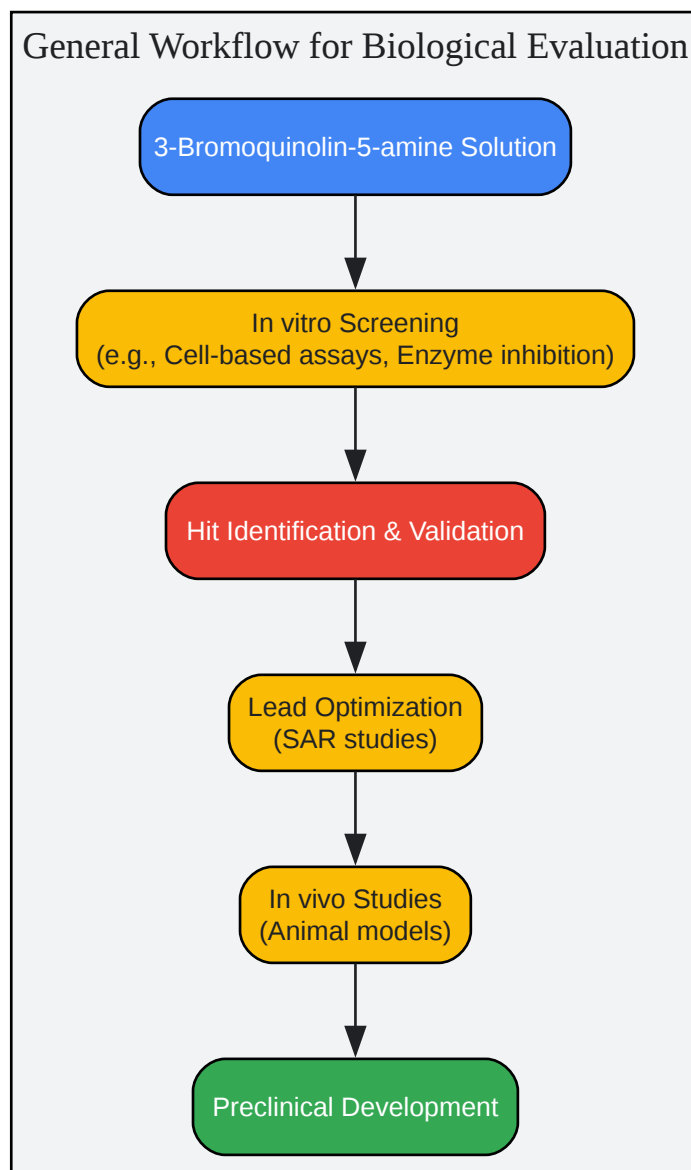 General Workflow for Biological Evaluation
3-Bromoquinolin-5-amine Solution
In vitro Screening
(e.g., Cell-based assays, Enzyme inhibition)
Hit Identification & Validation
Lead Optimization
(SAR studies)
In vivo Studies
(Animal models)
Preclinical Development